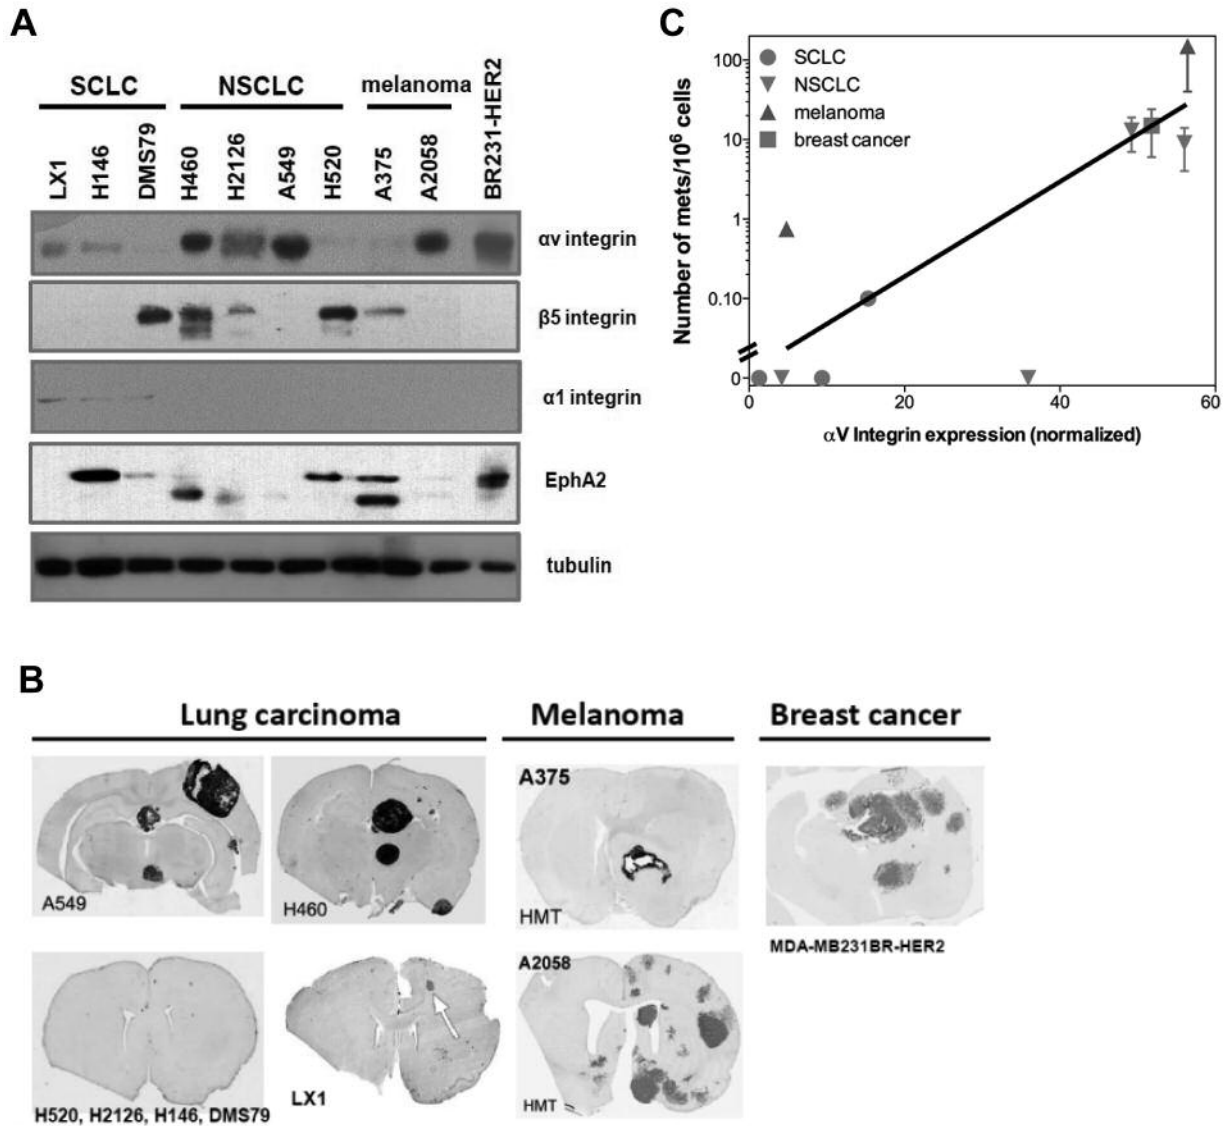 A
SCLC NSCLC melanoma
LX1 H146 DMS79 H460 H2126 A549 H520 A375 A2058 BR231-HER2
αv integrin
β5 integrin
α1 integrin
EphA2
tubulin
C
SCLC
NSCLC
melanoma
breast cancer
100
10
1
0.10
0
0 20 40 60
Number of mets/10⁶ cells
αV Integrin expression (normalized)
B
Lung carcinoma Melanoma Breast cancer
A549
H460
A375
HMT
MDA-MB231BR-HER2
H520, H2126, H146, DMS79
LX1
A2058
HMT